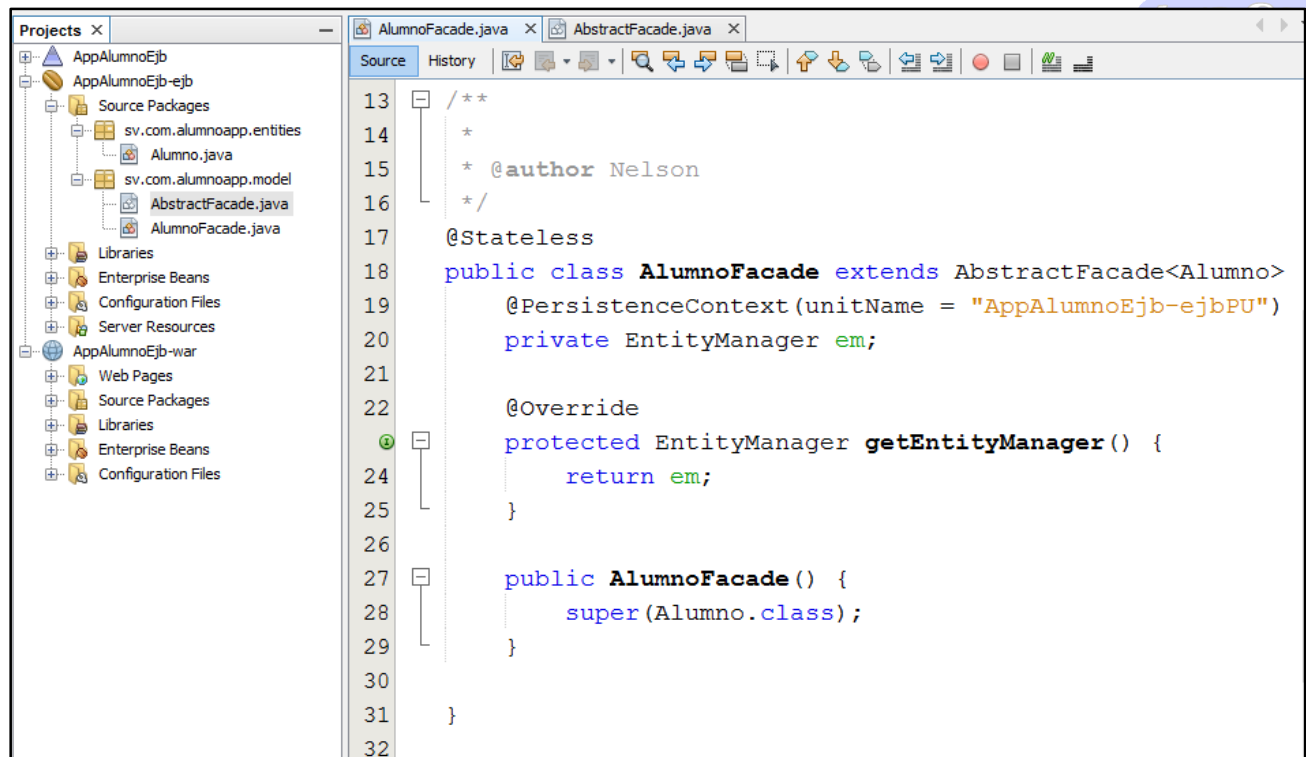 Projects
AppAlumnoEjb
AppAlumnoEjb-ejb
Source Packages
sv.com.alumnoapp.entities
Alumno.java
sv.com.alumnoapp.model
AbstractFacade.java
AlumnoFacade.java
Libraries
Enterprise Beans
Configuration Files
Server Resources
AppAlumnoEjb-war
Web Pages
Source Packages
Libraries
Enterprise Beans
Configuration Files
AlumnoFacade.java AbstractFacade.java
Source History
13 /**
14 *
15 * @author Nelson
16 */
17 @Stateless
18 public class AlumnoFacade extends AbstractFacade<Alumno>
19 @PersistenceContext(unitName = "AppAlumnoEjb-ejbPU")
20 private EntityManager em;
21
22 @Override
protected EntityManager getEntityManager() {
24 return em;
25 }
26
27 public AlumnoFacade() {
28 super(Alumno.class);
29 }
30
31 }
32